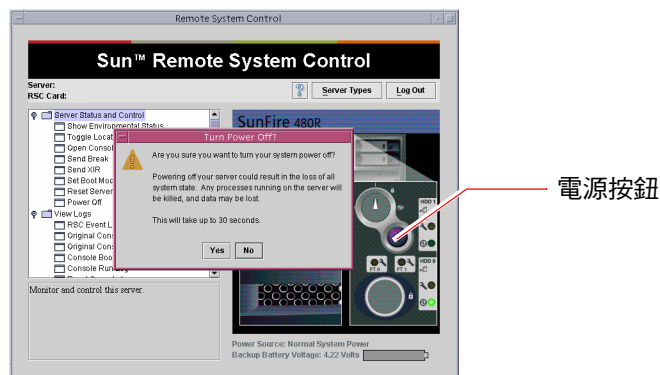 Remote System Control
Sun™ Remote System Control
Server:
RSC Card:
Server Types
Log Out
Server Status and Control
Show Environmental Status
Toggle Locat
Open Consol
Send Break
Send XIR
Set Boot Mod
Reset Server
Power Off
View Logs
RSC Event L
Original Con
Original Con
Console Boo
Console Run Log
Monitor and control this server.
Turn Power Off?
Are you sure you want to turn your system power off?
Powering off your server could result in the loss of all
system state. Any processes running on the server will
be killed, and data may be lost.
This will take up to 30 seconds.
Yes
No
SunFire 480R
HDD 1
FT 0
FT 1
HDD 0
Power Source: Normal System Power
Backup Battery Voltage: 4.22 Volts
電源按鈕